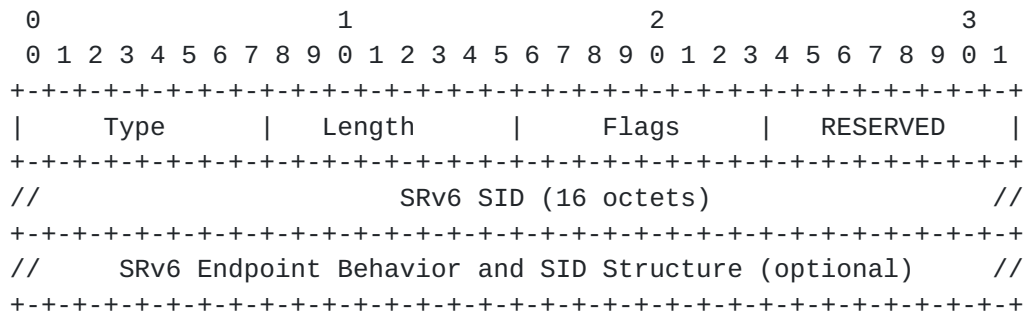 0                   1                   2                   3
 0 1 2 3 4 5 6 7 8 9 0 1 2 3 4 5 6 7 8 9 0 1 2 3 4 5 6 7 8 9 0 1
+-+-+-+-+-+-+-+-+-+-+-+-+-+-+-+-+-+-+-+-+-+-+-+-+-+-+-+-+-+-+-+-+
|     Type      |   Length      |     Flags     |   RESERVED    |
+-+-+-+-+-+-+-+-+-+-+-+-+-+-+-+-+-+-+-+-+-+-+-+-+-+-+-+-+-+-+-+-+
//                       SRv6 SID (16 octets)                  //
+-+-+-+-+-+-+-+-+-+-+-+-+-+-+-+-+-+-+-+-+-+-+-+-+-+-+-+-+-+-+-+-+
//     SRv6 Endpoint Behavior and SID Structure (optional)     //
+-+-+-+-+-+-+-+-+-+-+-+-+-+-+-+-+-+-+-+-+-+-+-+-+-+-+-+-+-+-+-+-+